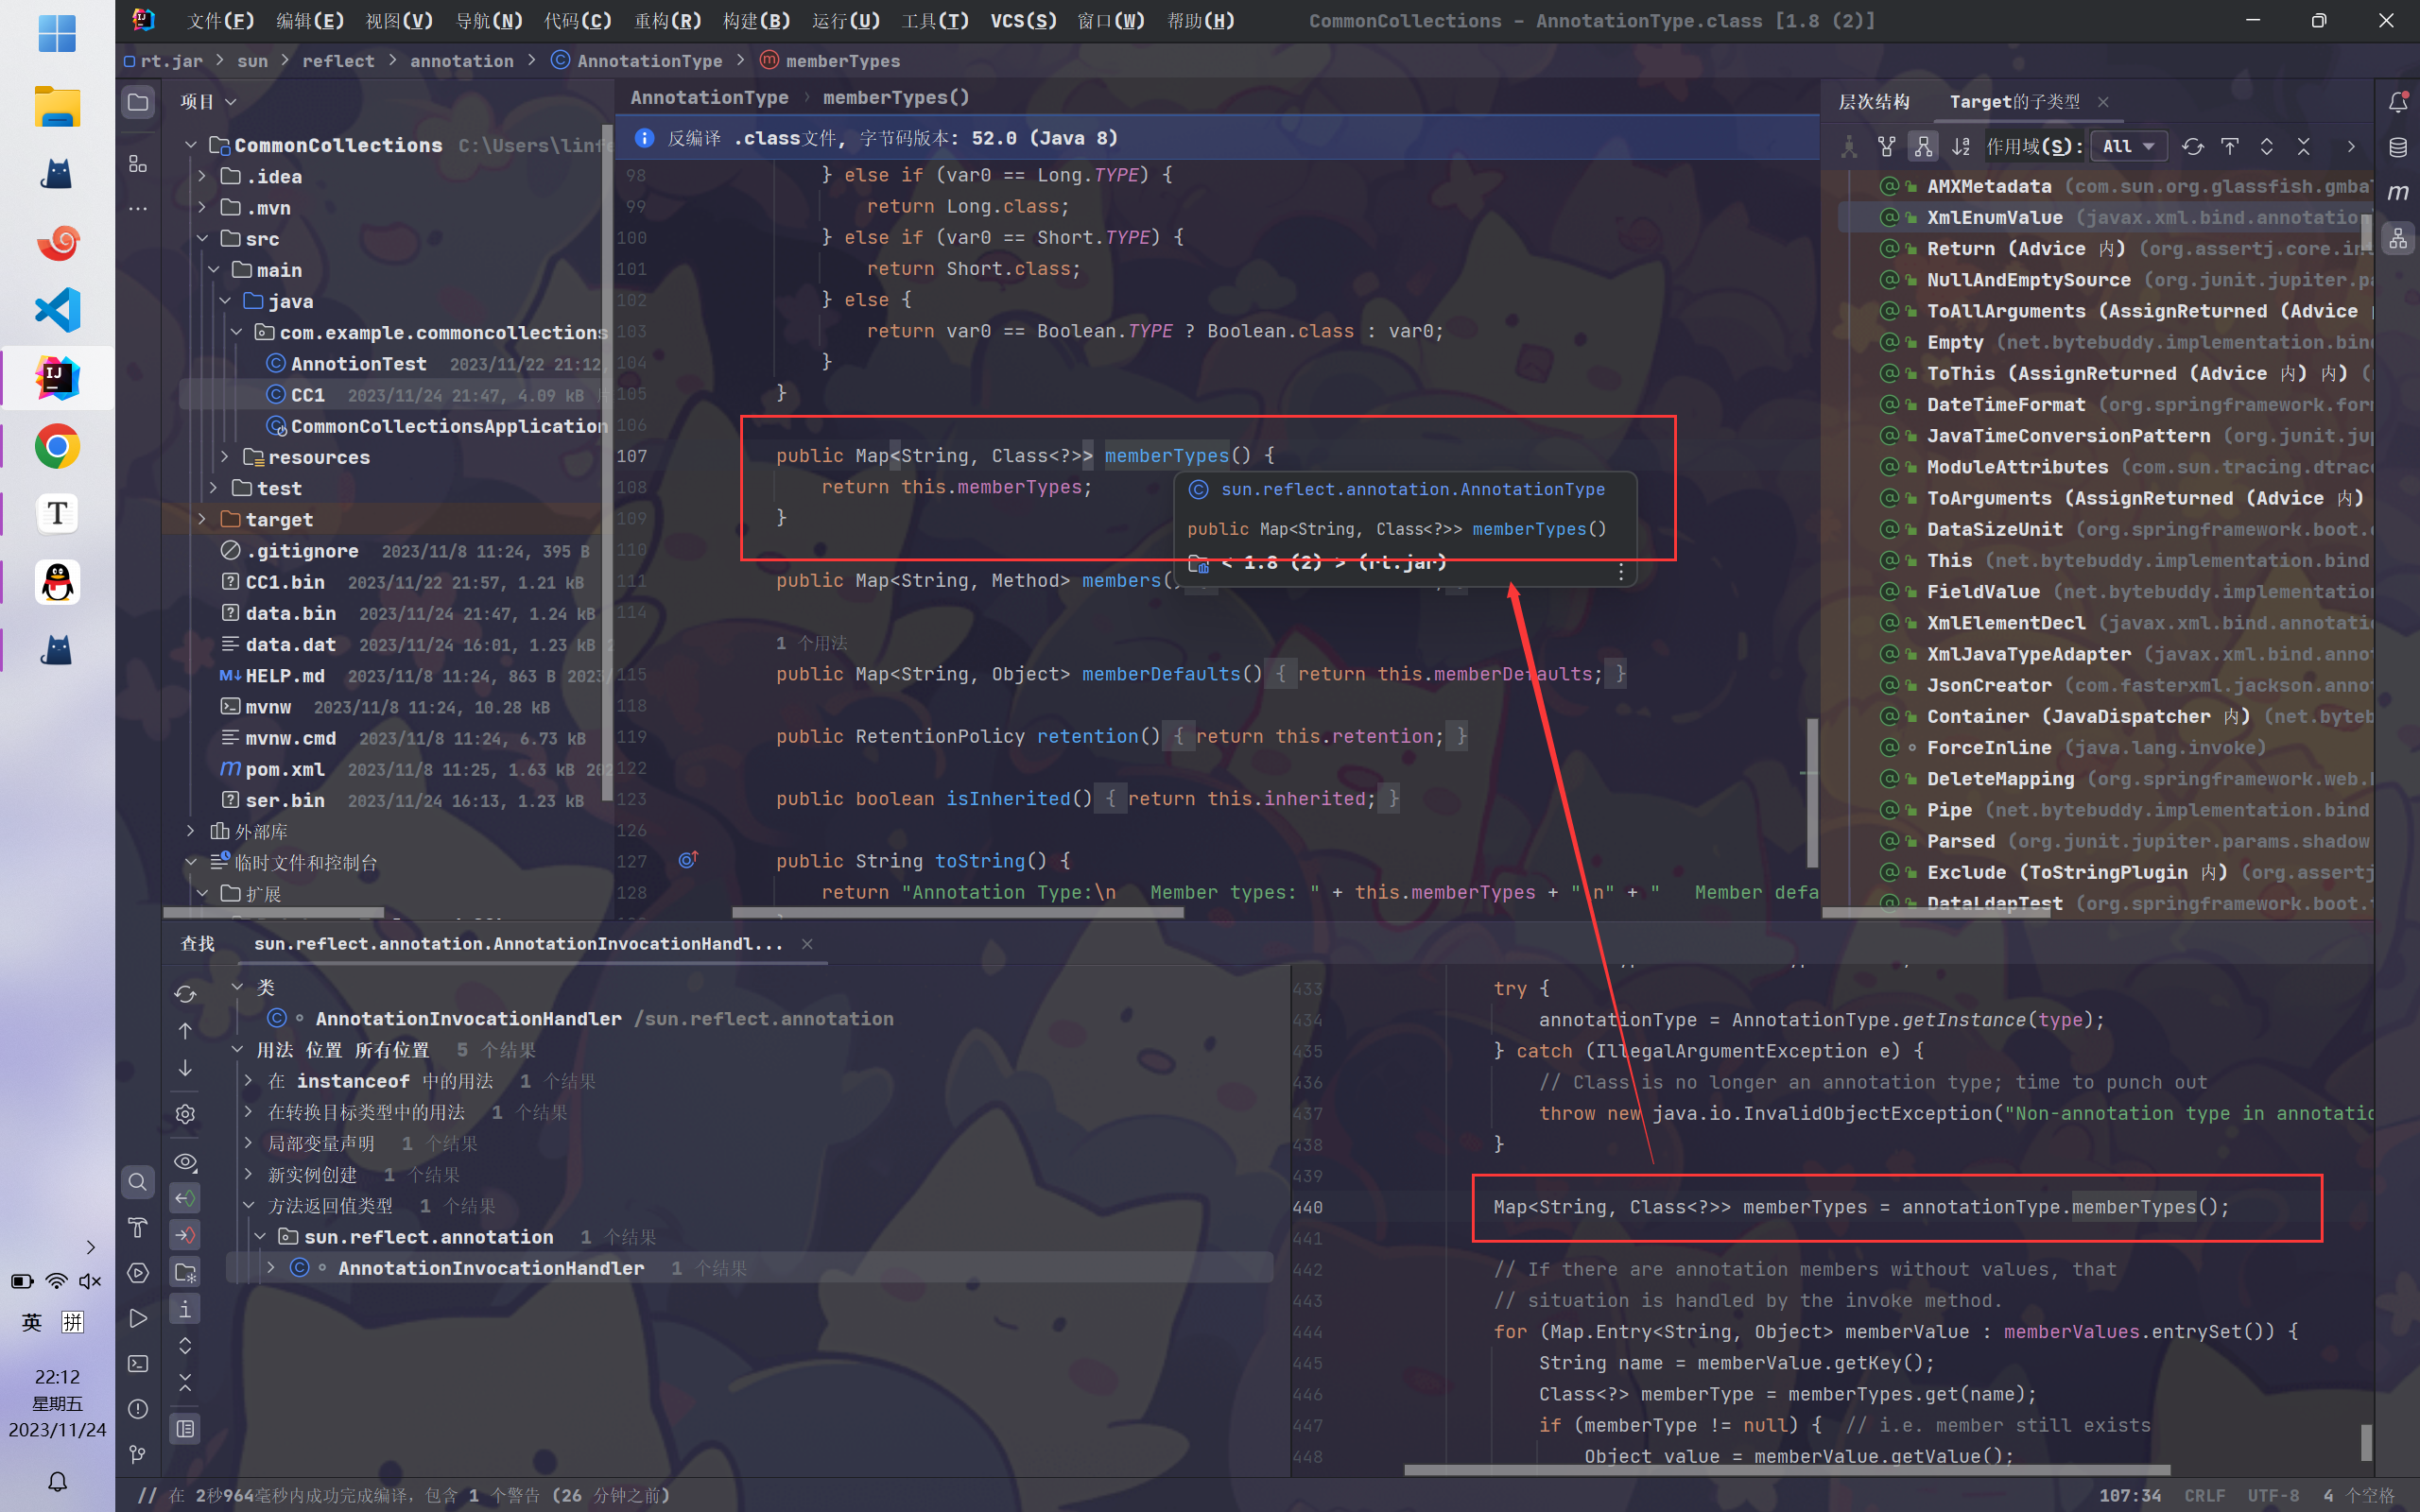 文件(F) 编辑(E) 视图(V) 导航(N) 代码(C) 重构(R) 构建(B) 运行(U) 工具(T) VCS(S) 窗口(W) 帮助(H) CommonCollections – AnnotationType.class [1.8 (2)]
rt.jar > sun > reflect > annotation > AnnotationType > memberTypes
项目
CommonCollections C:\Users\linfe
.idea
.mvn
src
main
java
com.example.commoncollections
AnnotionTest 2023/11/22 21:12,
CC1 2023/11/24 21:47, 4.09 kB
CommonCollectionsApplication
resources
test
target
.gitignore 2023/11/8 11:24, 395 B
CC1.bin 2023/11/22 21:57, 1.21 kB
data.bin 2023/11/24 21:47, 1.24 kB
data.dat 2023/11/24 16:01, 1.23 kB 2
HELP.md 2023/11/8 11:24, 863 B 2023/
mvnw 2023/11/8 11:24, 10.28 kB
mvnw.cmd 2023/11/8 11:24, 6.73 kB
pom.xml 2023/11/8 11:25, 1.63 kB 202
ser.bin 2023/11/24 16:13, 1.23 kB
外部库
临时文件和控制台
扩展
AnnotationType > memberTypes()
反编译 .class文件, 字节码版本: 52.0 (Java 8)
98 } else if (var0 == Long.TYPE) {
99 return Long.class;
100 } else if (var0 == Short.TYPE) {
101 return Short.class;
102 } else {
103 return var0 == Boolean.TYPE ? Boolean.class : var0;
104 }
105 }
106
107 public Map<String, Class<?>> memberTypes() {
108 return this.memberTypes;
109 }
110
111 public Map<String, Method> members()
114
sun.reflect.annotation.AnnotationType
public Map<String, Class<?>> memberTypes()
< 1.8 (2) > (rt.jar)
1 个用法
115 public Map<String, Object> memberDefaults() { return this.memberDefaults; }
118
119 public RetentionPolicy retention() { return this.retention; }
122
123 public boolean isInherited() { return this.inherited; }
126
127 public String toString() {
128 return "Annotation Type:\n   Member types: " + this.memberTypes + "\n" + "   Member defa
层次结构 Target的子类型
作用域(S): All
AMXMetadata (com.sun.org.glassfish.gmbal
XmlEnumValue (javax.xml.bind.annotatio
Return (Advice 内) (org.assertj.core.in
NullAndEmptySource (org.junit.jupiter.pa
ToAllArguments (AssignReturned (Advice
Empty (net.bytebuddy.implementation.bind
ToThis (AssignReturned (Advice 内) 内) (
DateTimeFormat (org.springframework.form
JavaTimeConversionPattern (org.junit.jup
ModuleAttributes (com.sun.tracing.dtrace
ToArguments (AssignReturned (Advice 内)
DataSizeUnit (org.springframework.boot.c
This (net.bytebuddy.implementation.bind
FieldValue (net.bytebuddy.implementation
XmlElementDecl (javax.xml.bind.annotatio
XmlJavaTypeAdapter (javax.xml.bind.annot
JsonCreator (com.fasterxml.jackson.annot
Container (JavaDispatcher 内) (net.byteb
ForceInline (java.lang.invoke)
DeleteMapping (org.springframework.web.b
Pipe (net.bytebuddy.implementation.bind
Parsed (org.junit.jupiter.params.shadow
Exclude (ToStringPlugin 内) (org.assertj
DataLdapTest (org.springframework.boot.t
查找 sun.reflect.annotation.AnnotationInvocationHandl...
类
AnnotationInvocationHandler /sun.reflect.annotation
用法 位置 所有位置 5 个结果
在 instanceof 中的用法 1 个结果
在转换目标类型中的用法 1 个结果
局部变量声明 1 个结果
新实例创建 1 个结果
方法返回值类型 1 个结果
sun.reflect.annotation 1 个结果
AnnotationInvocationHandler 1 个结果
433 try {
434 annotationType = AnnotationType.getInstance(type);
435 } catch (IllegalArgumentException e) {
436 // Class is no longer an annotation type; time to punch out
437 throw new java.io.InvalidObjectException("Non-annotation type in annotatio
438 }
439
440 Map<String, Class<?>> memberTypes = annotationType.memberTypes();
441
442 // If there are annotation members without values, that
443 // situation is handled by the invoke method.
444 for (Map.Entry<String, Object> memberValue : memberValues.entrySet()) {
445 String name = memberValue.getKey();
446 Class<?> memberType = memberTypes.get(name);
447 if (memberType != null) {  // i.e. member still exists
448 Object value = memberValue.getValue();
英 拼
22:12
星期五
2023/11/24
// 在 2秒964毫秒内成功完成编译，包含 1 个警告 (26 分钟之前)
107:34 CRLF UTF-8 4 个空格